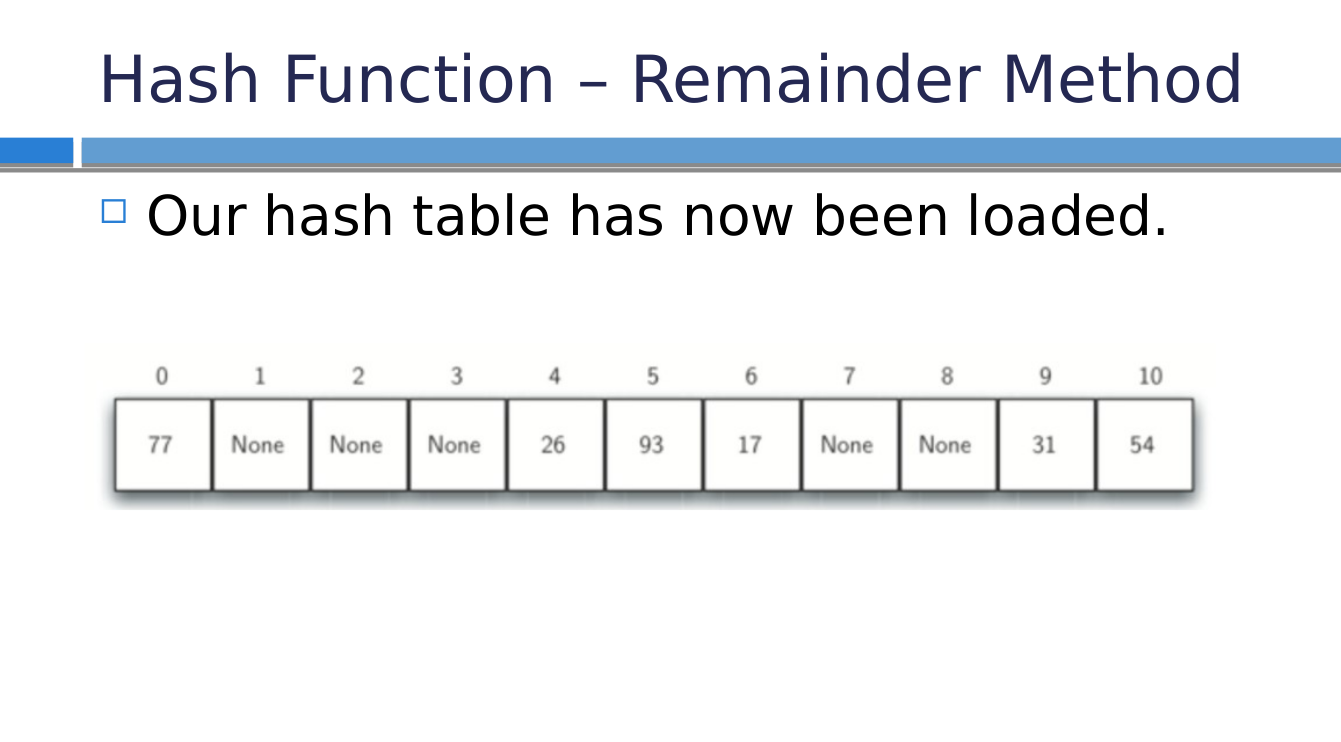 Hash Function – Remainder Method
Our hash table has now been loaded.
0 1 2 3 4 5 6 7 8 9 10
77 None None None 26 93 17 None None 31 54